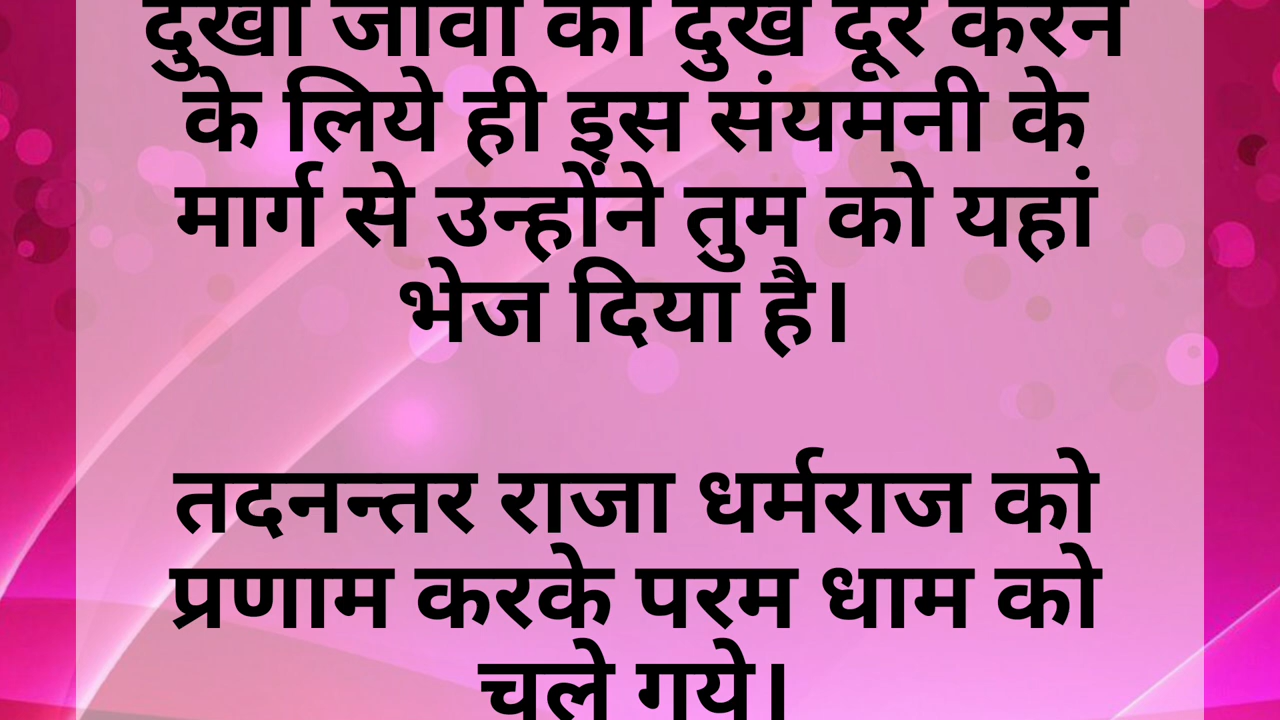 दुखी जीवों का दुख दूर करने
के लिये ही इस संयमनी के
मार्ग से उन्होंने तुम को यहां
भेज दिया है।
तदनन्तर राजा धर्मराज को
प्रणाम करके परम धाम को
चले गये।